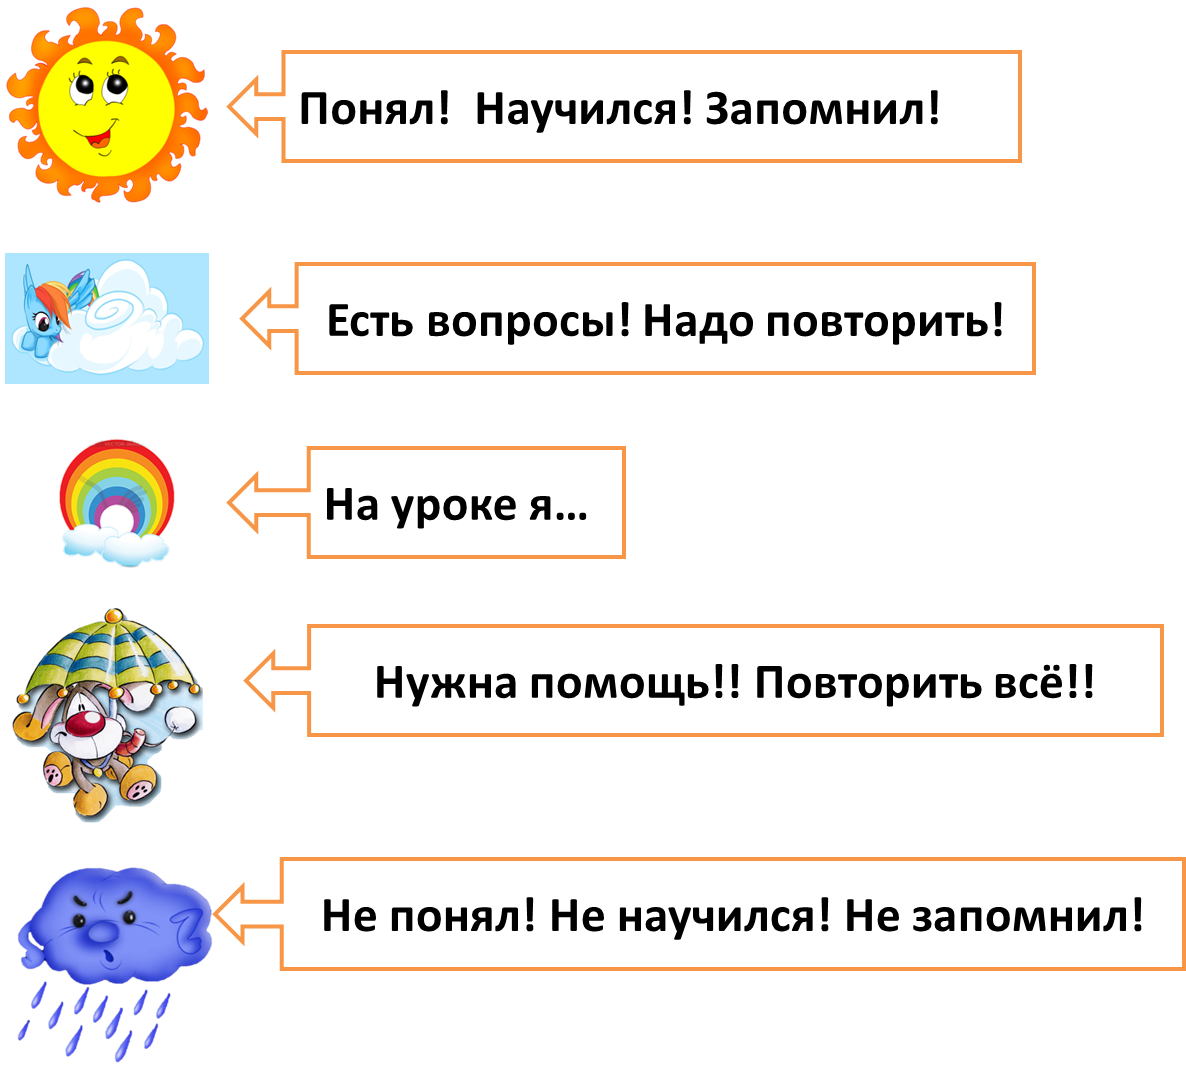 Понял!  Научился! Запомнил!
Есть вопросы! Надо повторить!
На уроке я...
Нужна помощь!! Повторить всё!!
Не понял! Не научился! Не запомнил!